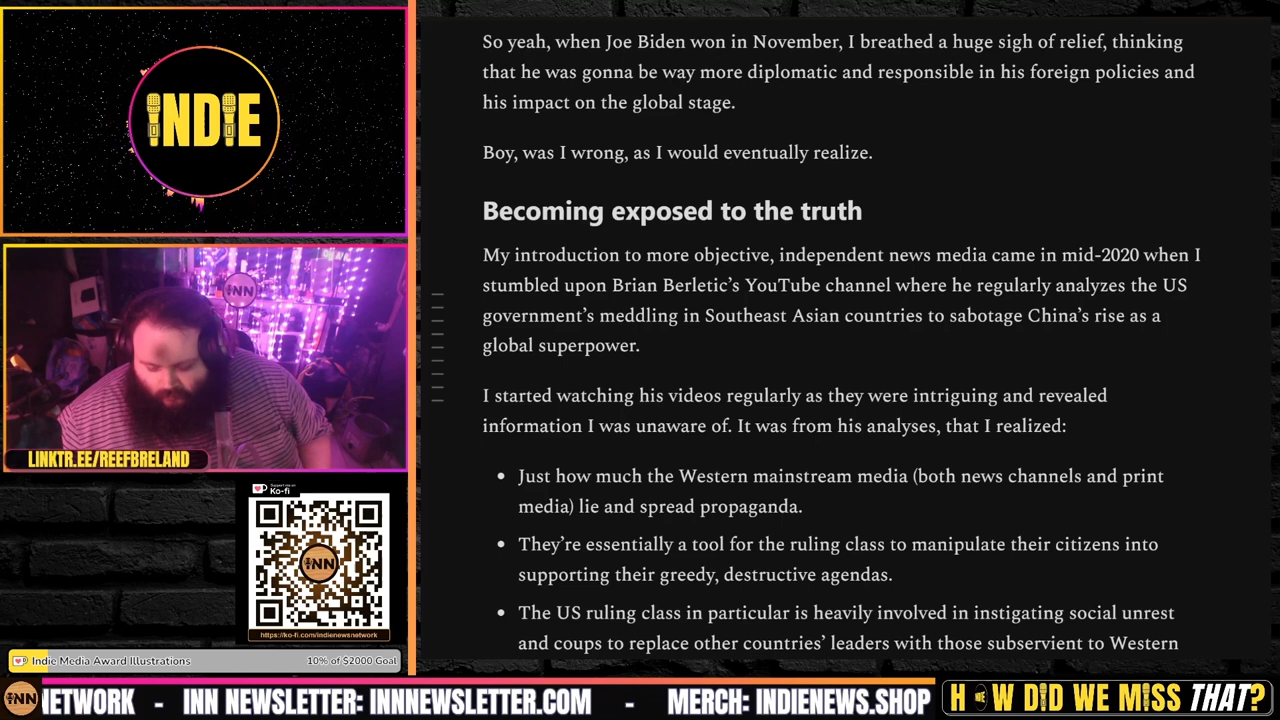 INDIE
INN
LINKTR.EE/REEFBRELAND
Support me on
Ko-fi
INN
https://ko-fi.com/indienewsnetwork
Indie Media Award Illustrations
10% of $2000 Goal
So yeah, when Joe Biden won in November, I breathed a huge sigh of relief, thinking
that he was gonna be way more diplomatic and responsible in his foreign policies and
his impact on the global stage.
Boy, was I wrong, as I would eventually realize.
Becoming exposed to the truth
My introduction to more objective, independent news media came in mid-2020 when I
stumbled upon Brian Berletic’s YouTube channel where he regularly analyzes the US
government’s meddling in Southeast Asian countries to sabotage China’s rise as a
global superpower.
I started watching his videos regularly as they were intriguing and revealed
information I was unaware of. It was from his analyses, that I realized:
• Just how much the Western mainstream media (both news channels and print
media) lie and spread propaganda.
• They’re essentially a tool for the ruling class to manipulate their citizens into
supporting their greedy, destructive agendas.
• The US ruling class in particular is heavily involved in instigating social unrest
and coups to replace other countries’ leaders with those subservient to Western
INN
NETWORK - INN NEWSLETTER: INNNEWSLETTER.COM - MERCH: INDIENEWS.SHOP
HOW DID WE MISS THAT?